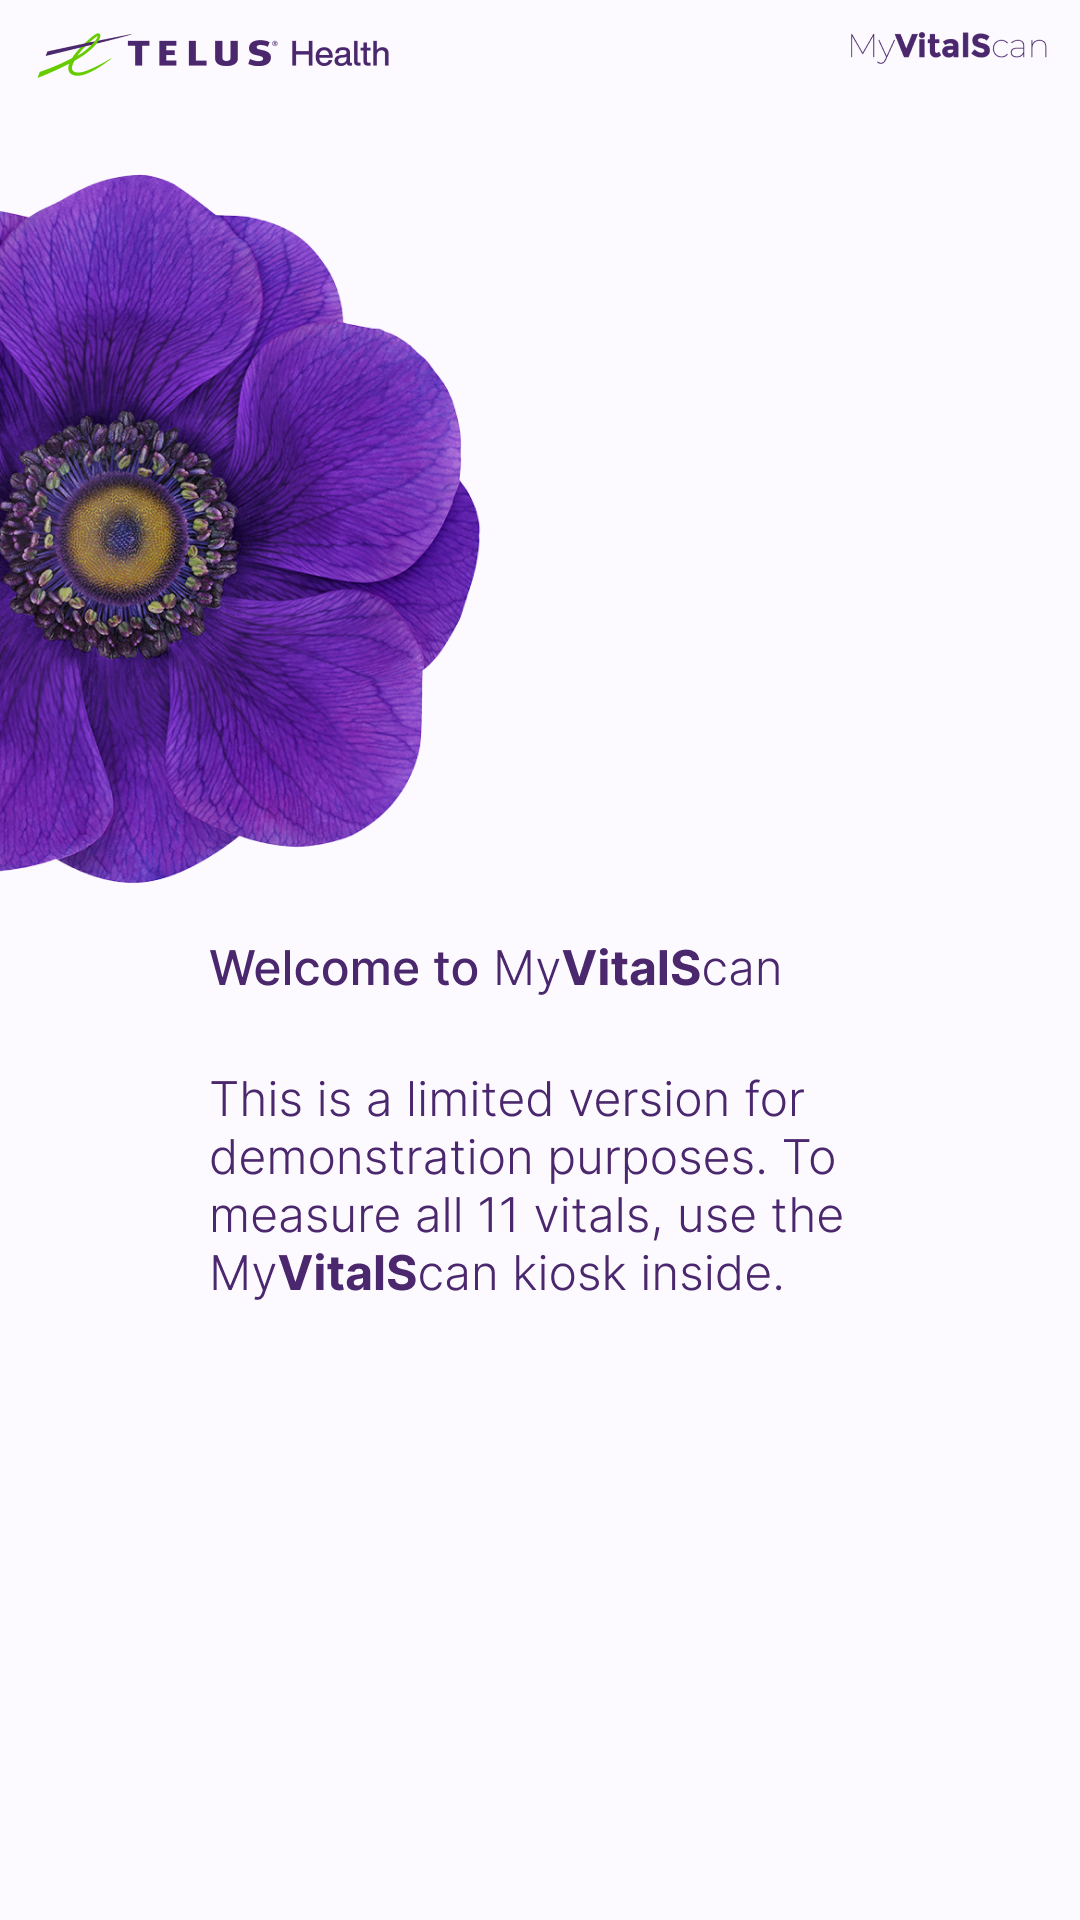 TELUS® Health
MyVitalScan
Welcome to MyVitalScan
This is a limited version for
demonstration purposes. To
measure all 11 vitals, use the
MyVitalScan kiosk inside.